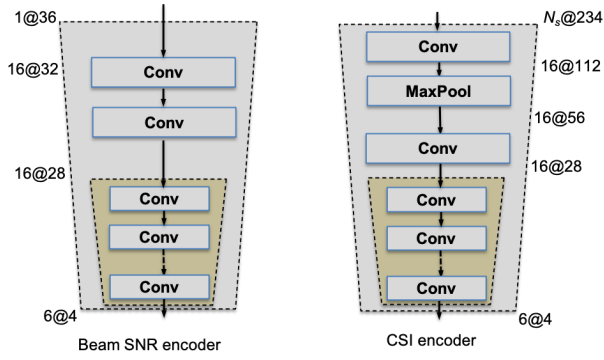 1@36
16@32
Conv
Conv
16@28
Conv
Conv
Conv
6@4
Beam SNR encoder
Nₛ@234
Conv
16@112
MaxPool
16@56
Conv
16@28
Conv
Conv
Conv
6@4
CSI encoder